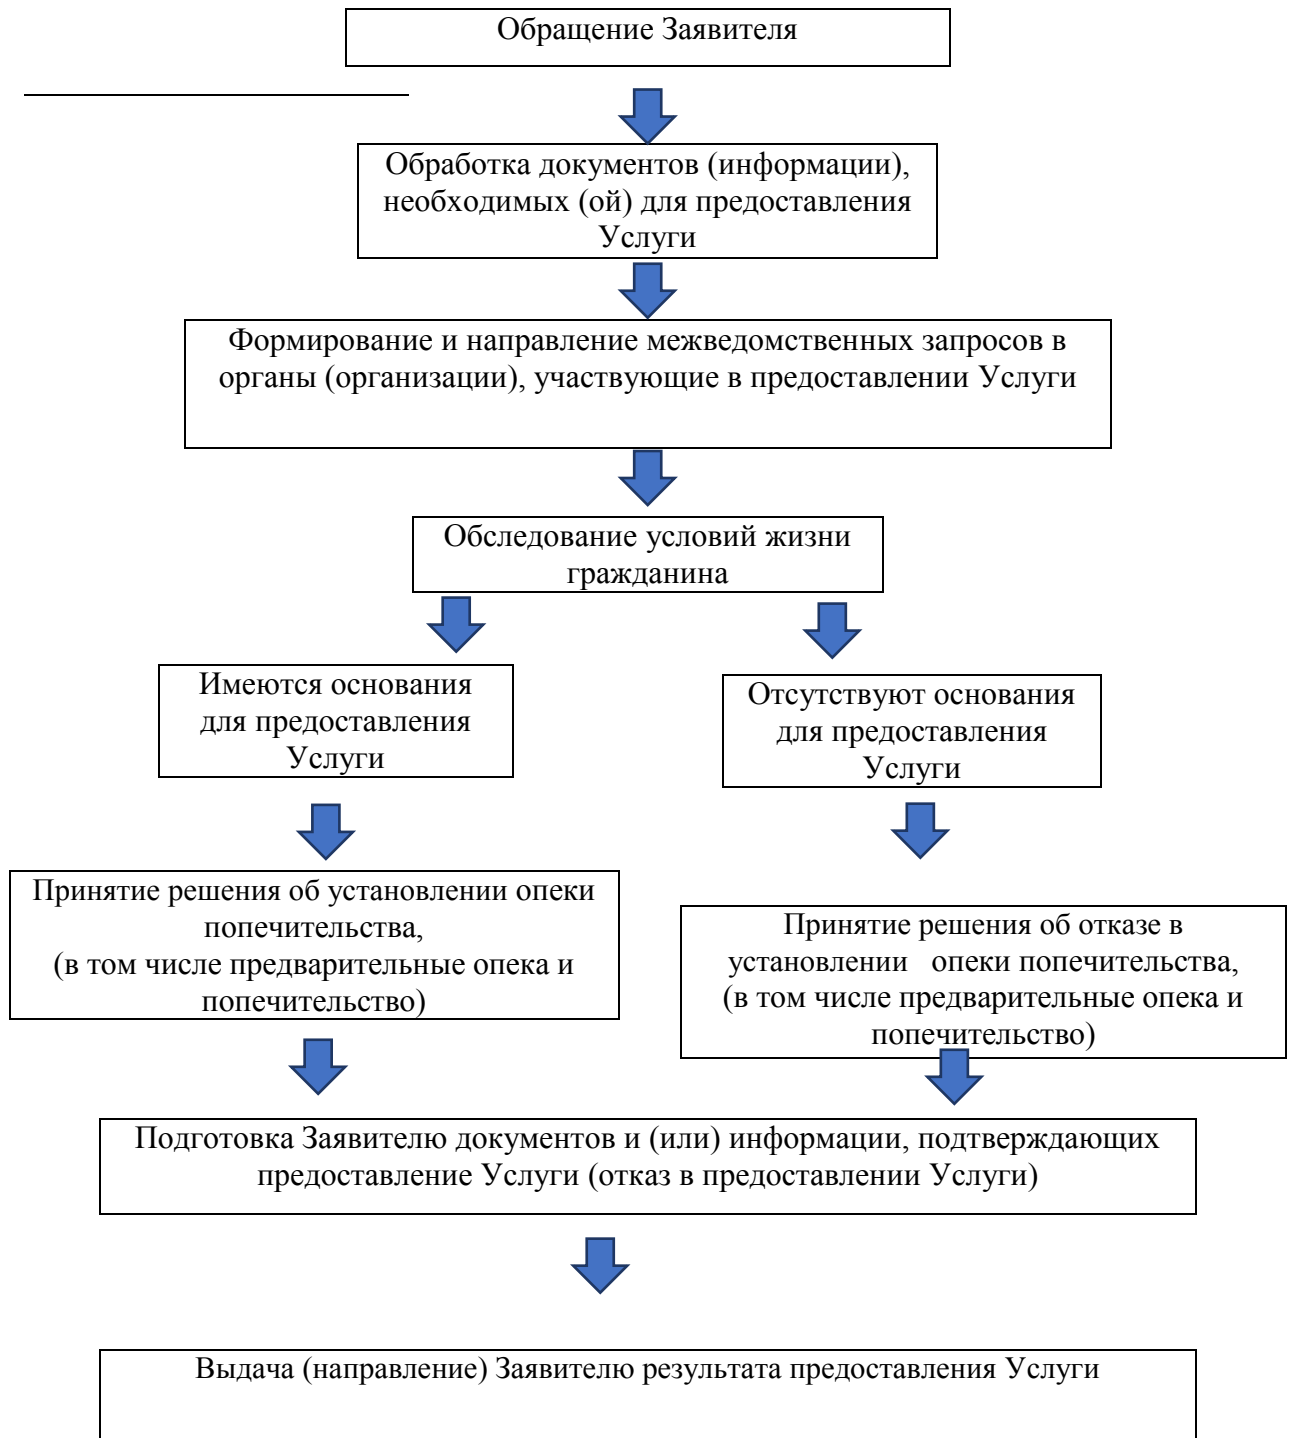 Обращение Заявителя
Обработка документов (информации),
необходимых (ой) для предоставления
Услуги
Формирование и направление межведомственных запросов в
органы (организации), участвующие в предоставлении Услуги
Обследование условий жизни
гражданина
Имеются основания
для предоставления
Услуги
Отсутствуют основания
для предоставления
Услуги
Принятие решения об установлении опеки
попечительства,
(в том числе предварительные опека и
попечительство)
Принятие решения об отказе в
установлении опеки попечительства,
(в том числе предварительные опека и
попечительство)
Подготовка Заявителю документов и (или) информации, подтверждающих
предоставление Услуги (отказ в предоставлении Услуги)
Выдача (направление) Заявителю результата предоставления Услуги